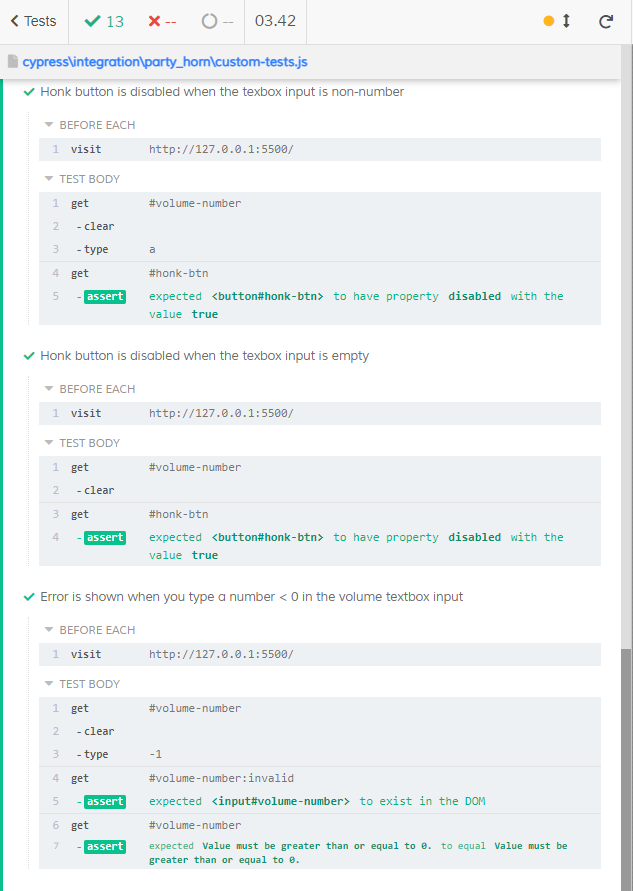 Tests 13 -- -- 03.42
cypress\integration\party_horn\custom-tests.js
Honk button is disabled when the texbox input is non-number
BEFORE EACH
1 visit http://127.0.0.1:5500/
TEST BODY
1 get #volume-number
2 -clear
3 -type a
4 get #honk-btn
5 -assert expected <button#honk-btn> to have property disabled with the
value true
Honk button is disabled when the texbox input is empty
BEFORE EACH
1 visit http://127.0.0.1:5500/
TEST BODY
1 get #volume-number
2 -clear
3 get #honk-btn
4 -assert expected <button#honk-btn> to have property disabled with the
value true
Error is shown when you type a number < 0 in the volume textbox input
BEFORE EACH
1 visit http://127.0.0.1:5500/
TEST BODY
1 get #volume-number
2 -clear
3 -type -1
4 get #volume-number:invalid
5 -assert expected <input#volume-number> to exist in the DOM
6 get #volume-number
7 -assert expected Value must be greater than or equal to 0. to equal Value must be
greater than or equal to 0.